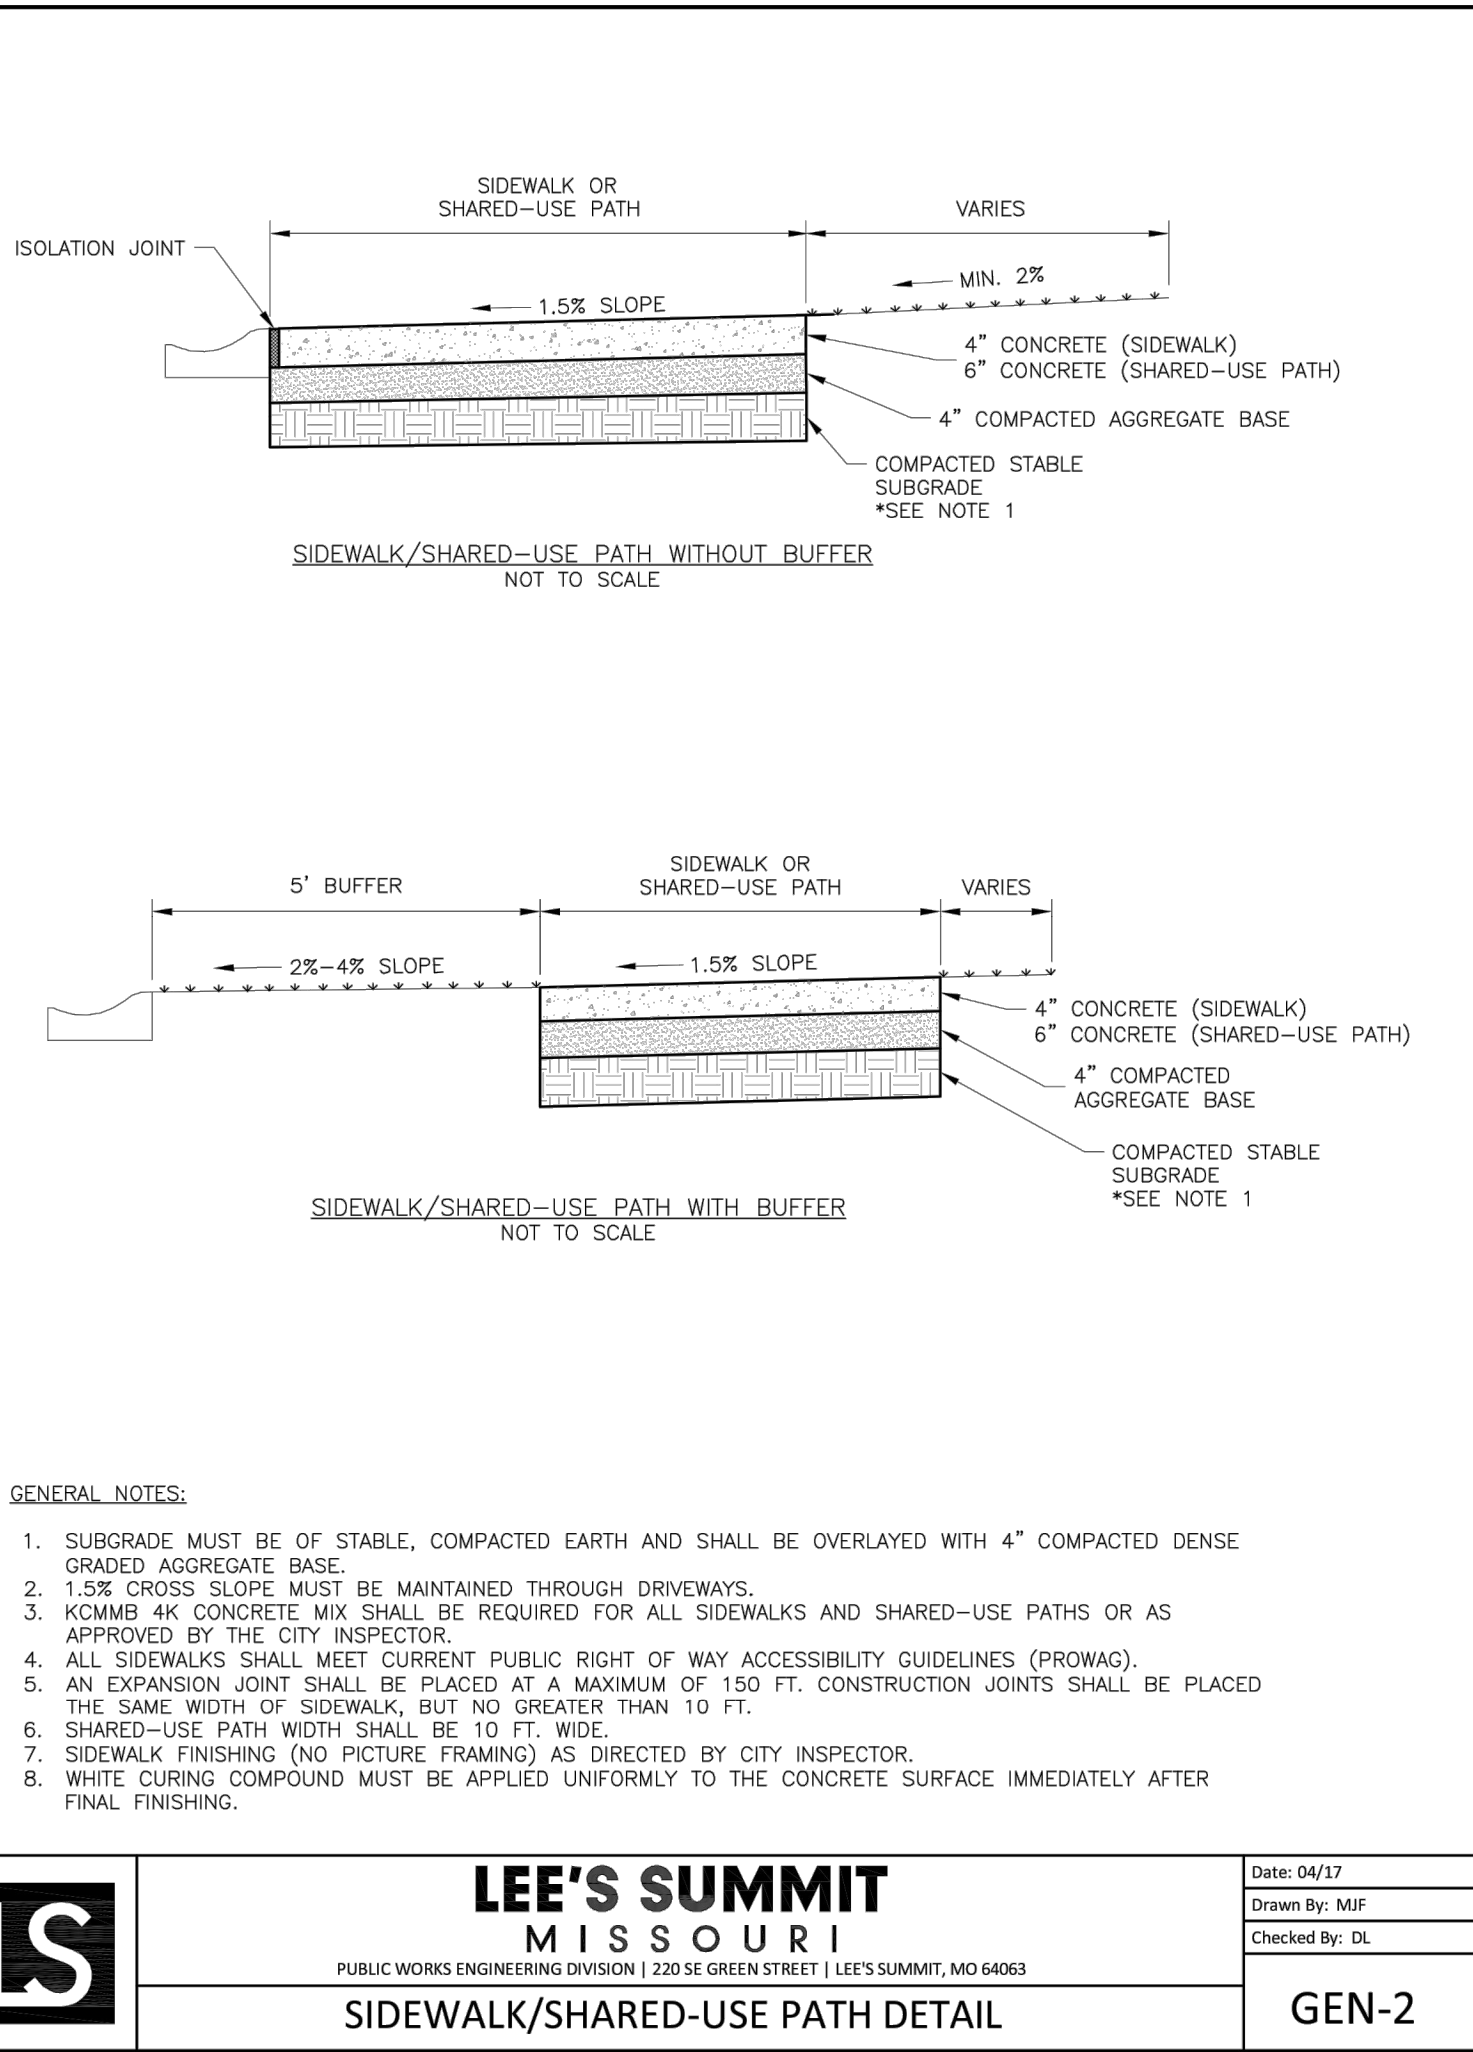 SIDEWALK OR
SHARED-USE PATH
VARIES
ISOLATION JOINT
MIN. 2%
1.5% SLOPE
4" CONCRETE (SIDEWALK)
6" CONCRETE (SHARED-USE PATH)
4" COMPACTED AGGREGATE BASE
COMPACTED STABLE
SUBGRADE
*SEE NOTE 1
SIDEWALK/SHARED-USE PATH WITHOUT BUFFER
NOT TO SCALE
5' BUFFER
SIDEWALK OR
SHARED-USE PATH
VARIES
2%-4% SLOPE
1.5% SLOPE
4" CONCRETE (SIDEWALK)
6" CONCRETE (SHARED-USE PATH)
4" COMPACTED
AGGREGATE BASE
COMPACTED STABLE
SUBGRADE
*SEE NOTE 1
SIDEWALK/SHARED-USE PATH WITH BUFFER
NOT TO SCALE
GENERAL NOTES:
1. SUBGRADE MUST BE OF STABLE, COMPACTED EARTH AND SHALL BE OVERLAYED WITH 4" COMPACTED DENSE
GRADED AGGREGATE BASE.
2. 1.5% CROSS SLOPE MUST BE MAINTAINED THROUGH DRIVEWAYS.
3. KCMMB 4K CONCRETE MIX SHALL BE REQUIRED FOR ALL SIDEWALKS AND SHARED-USE PATHS OR AS
APPROVED BY THE CITY INSPECTOR.
4. ALL SIDEWALKS SHALL MEET CURRENT PUBLIC RIGHT OF WAY ACCESSIBILITY GUIDELINES (PROWAG).
5. AN EXPANSION JOINT SHALL BE PLACED AT A MAXIMUM OF 150 FT. CONSTRUCTION JOINTS SHALL BE PLACED
THE SAME WIDTH OF SIDEWALK, BUT NO GREATER THAN 10 FT.
6. SHARED-USE PATH WIDTH SHALL BE 10 FT. WIDE.
7. SIDEWALK FINISHING (NO PICTURE FRAMING) AS DIRECTED BY CITY INSPECTOR.
8. WHITE CURING COMPOUND MUST BE APPLIED UNIFORMLY TO THE CONCRETE SURFACE IMMEDIATELY AFTER
FINAL FINISHING.
LS
LEE'S SUMMIT
MISSOURI
PUBLIC WORKS ENGINEERING DIVISION | 220 SE GREEN STREET | LEE'S SUMMIT, MO 64063
SIDEWALK/SHARED-USE PATH DETAIL
Date: 04/17
Drawn By: MJF
Checked By: DL
GEN-2